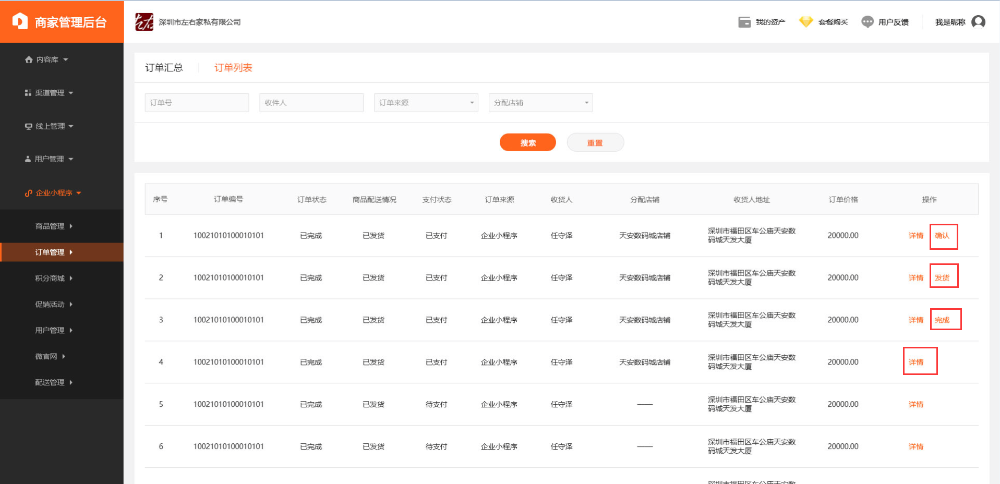 商家管理后台
深圳市左右家私有限公司
我的资产
套餐购买
用户反馈
我是昵称
内容库
渠道管理
线上管理
用户管理
企业小程序
商品管理
订单管理
积分商城
促销活动
用户管理
微官网
配送管理
订单汇总
订单列表
订单号
收件人
订单来源
分配店铺
搜索
重置
序号 订单编号 订单状态 商品配送情况 支付状态 订单来源 收货人 分配店铺 收货人地址 订单价格 操作
1 10021010100010101 已完成 已发货 已支付 企业小程序 任守泽 天安数码城店铺 深圳市福田区车公庙天安数 20000.00 详情 确认
码城天发大厦
2 10021010100010101 已完成 已发货 已支付 企业小程序 任守泽 天安数码城店铺 深圳市福田区车公庙天安数 20000.00 详情 发货
码城天发大厦
3 10021010100010101 已完成 已发货 已支付 企业小程序 任守泽 天安数码城店铺 深圳市福田区车公庙天安数 20000.00 详情 完成
码城天发大厦
4 10021010100010101 已完成 已发货 已支付 企业小程序 任守泽 天安数码城店铺 深圳市福田区车公庙天安数 20000.00 详情
码城天发大厦
5 10021010100010101 已完成 已发货 待支付 企业小程序 任守泽 —— 深圳市福田区车公庙天安数 20000.00 详情
码城天发大厦
6 10021010100010101 已完成 已发货 待支付 企业小程序 任守泽 —— 深圳市福田区车公庙天安数 20000.00 详情
码城天发大厦
深圳市福田区车公庙天安数